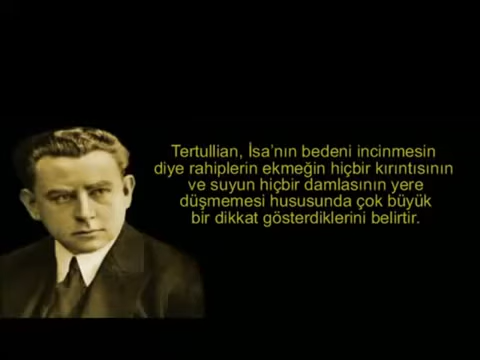 Tertullian, İsa'nın bedeni incinmesin
diye rahiplerin ekmeğin hiçbir kırıntısının
ve suyun hiçbir damlasının yere
düşmemesi hususunda çok büyük
bir dikkat gösterdiklerini belirtir.